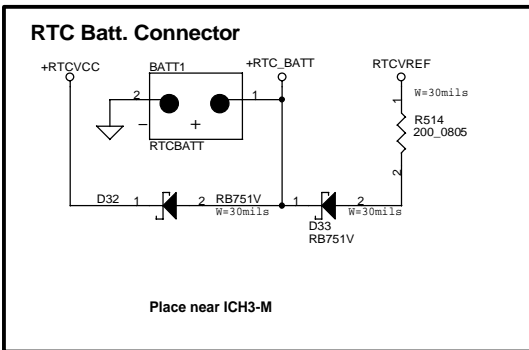 RTC Batt. Connector
+RTCVCC
BATT1
+RTC_BATT
RTCVREF
2
1
- +
RTCBATT
1
W=30mils
R514
200_0805
2
D32
1
2
RB751V
W=30mils
1
2
W=30mils
D33
RB751V
Place near ICH3-M